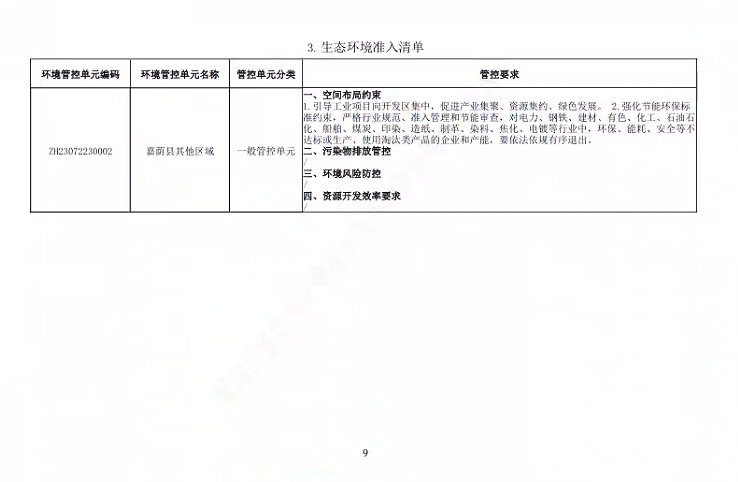 3. 生态环境准入清单
环境管控单元编码
环境管控单元名称
管控单元分类
管控要求
ZH23072230002
嘉荫县其他区域
一般管控单元
一、空间布局约束
1.引导工业项目向开发区集中，促进产业集聚、资源集约、绿色发展。 2.强化节能环保标
准约束，严格行业规范、准入管理和节能审查，对电力、钢铁、建材、有色、化工、石油石
化、船舶、煤炭、印染、造纸、制革、染料、焦化、电镀等行业中，环保、能耗、安全等不
达标或生产、使用淘汰类产品的企业和产能，要依法依规有序退出。
二、污染物排放管控
/
三、环境风险防控
/
四、资源开发效率要求
/
9